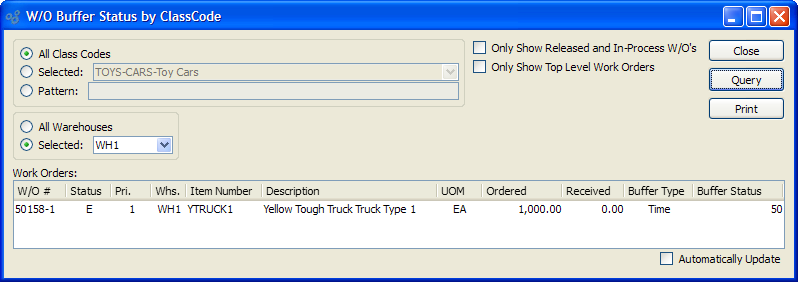 W/O Buffer Status by ClassCode
All Class Codes
Selected: TOYS-CARS-Toy Cars
Pattern:
Only Show Released and In-Process W/O's
Only Show Top Level Work Orders
Close
Query
Print
All Warehouses
Selected: WH1
Work Orders:
W/O # Status Pri. Whs. Item Number Description UOM Ordered Received Buffer Type Buffer Status
50158-1 E 1 WH1 YTRUCK1 Yellow Tough Truck Truck Type 1 EA 1,000.00 0.00 Time 50
Automatically Update